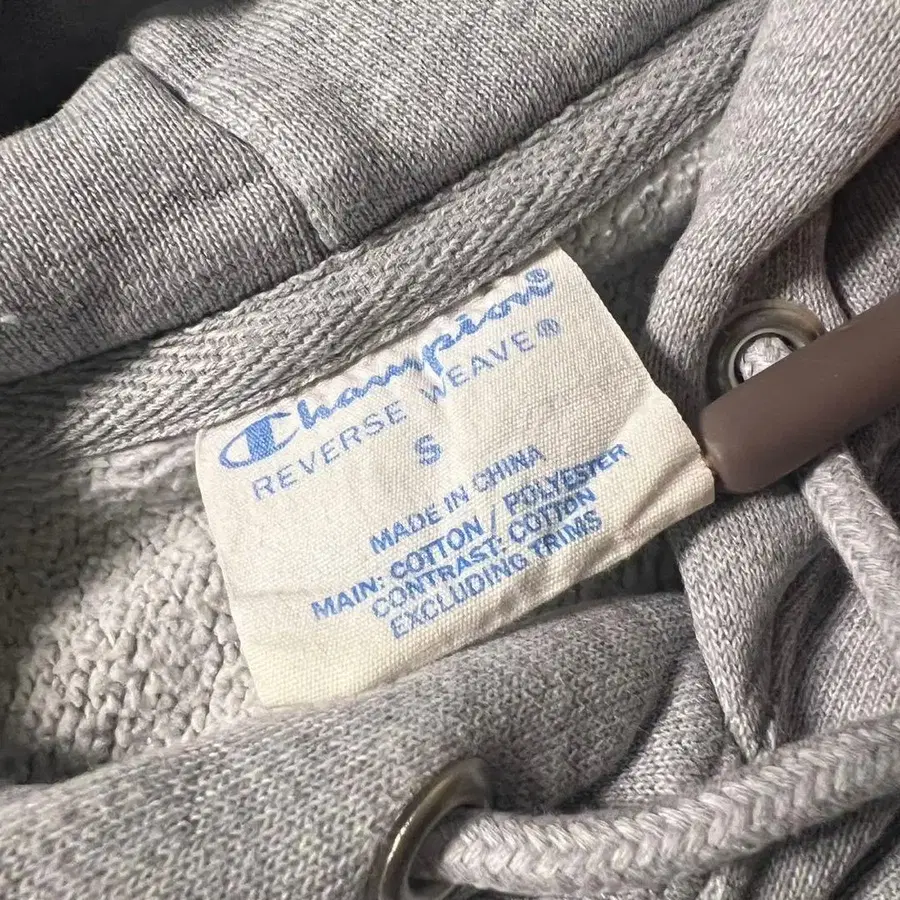 Champion®
REVERSE WEAVE®
S
MADE IN CHINA
MAIN: COTTON / POLYESTER
CONTRAST: COTTON
EXCLUDING TRIMS